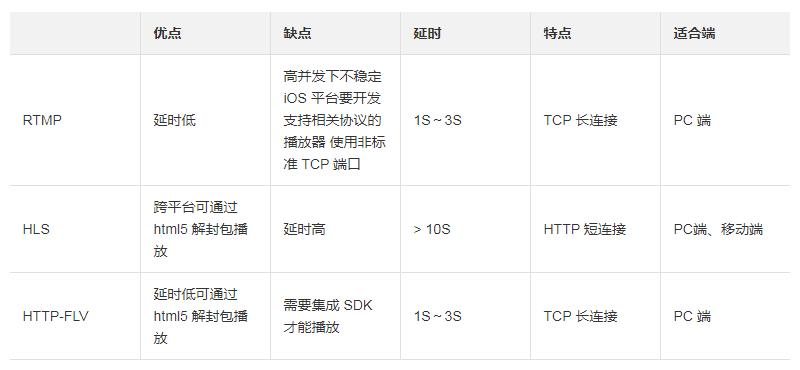 优点 缺点 延时 特点 适合端
高并发下不稳定
iOS 平台要开发
支持相关协议的
播放器 使用非标
准 TCP 端口
RTMP 延时低 1S～3S TCP 长连接 PC 端
跨平台可通过
html5 解封包播
放
HLS 延时高 > 10S HTTP 短连接 PC端、移动端
延时低可通过
html5 解封包播
放
HTTP-FLV 需要集成 SDK
才能播放
1S～3S TCP 长连接 PC 端